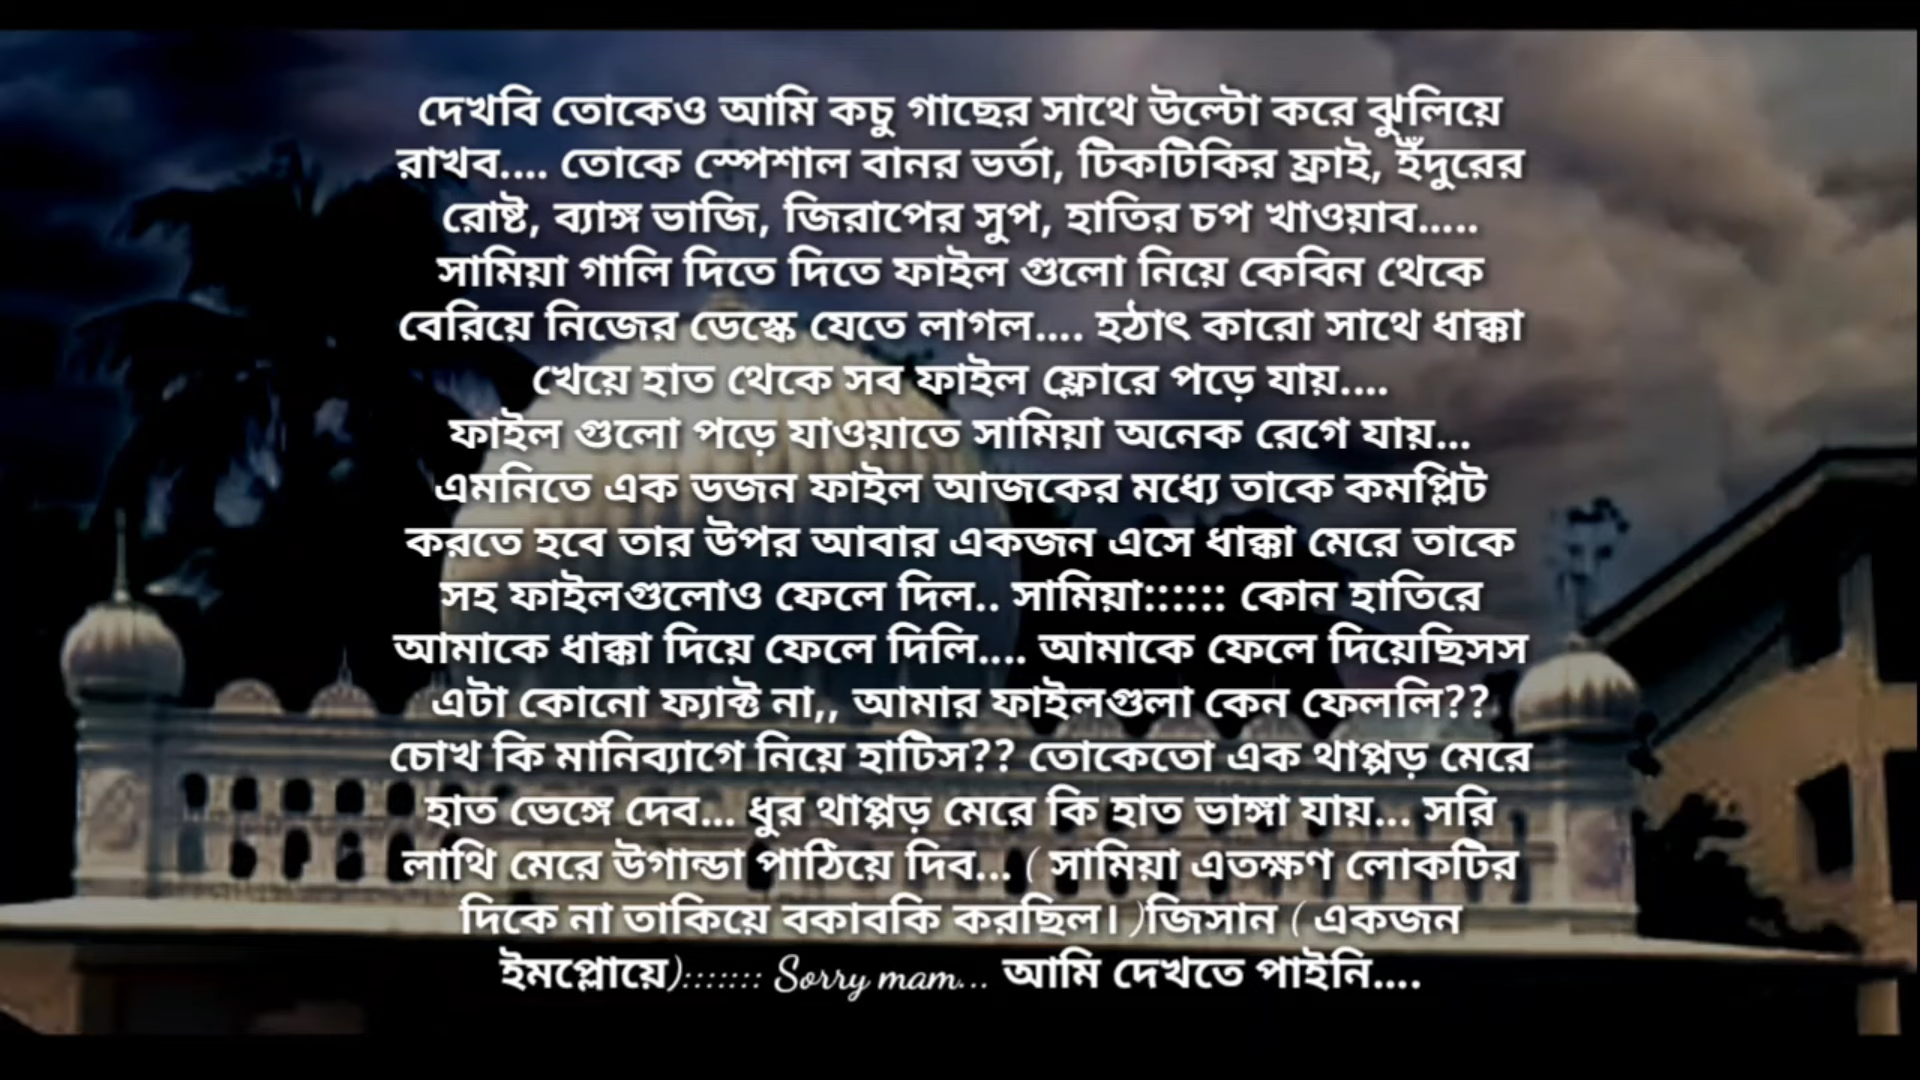 দেখবি তোকেও আমি কচু গাছের সাথে উল্টো করে ঝুলিয়ে
রাখব.... তোকে স্পেশাল বানর ভর্তা, টিকটিকির ফ্রাই, ইঁদুরের
রোষ্ট, ব্যাঙ্গ ভাজি, জিরাপের সুপ, হাতির চপ খাওয়াব.....
সামিয়া গালি দিতে দিতে ফাইল গুলো নিয়ে কেবিন থেকে
বেরিয়ে নিজের ডেস্কে যেতে লাগল.... হঠাৎ কারো সাথে ধাক্কা
খেয়ে হাত থেকে সব ফাইল ফ্লোরে পড়ে যায়....
ফাইল গুলো পড়ে যাওয়াতে সামিয়া অনেক রেগে যায়...
এমনিতে এক ডজন ফাইল আজকের মধ্যে তাকে কমপ্লিট
করতে হবে তার উপর আবার একজন এসে ধাক্কা মেরে তাকে
সহ ফাইলগুলোও ফেলে দিল.. সামিয়া:::::: কোন হাতিরে
আমাকে ধাক্কা দিয়ে ফেলে দিলি.... আমাকে ফেলে দিয়েছিসস
এটা কোনো ফ্যাক্ট না,, আমার ফাইলগুলা কেন ফেললি??
চোখ কি মানিব্যাগে নিয়ে হাটিস?? তোকেতো এক থাপ্পড় মেরে
হাত ভেঙ্গে দেব... ধুর থাপ্পড় মেরে কি হাত ভাঙ্গা যায়... সরি
লাথি মেরে উগান্ডা পাঠিয়ে দিব... ( সামিয়া এতক্ষণ লোকটির
দিকে না তাকিয়ে বকাবকি করছিল। )জিসান ( একজন
ইমপ্লোয়ে)::::::: Sorry mam... আমি দেখতে পাইনি....